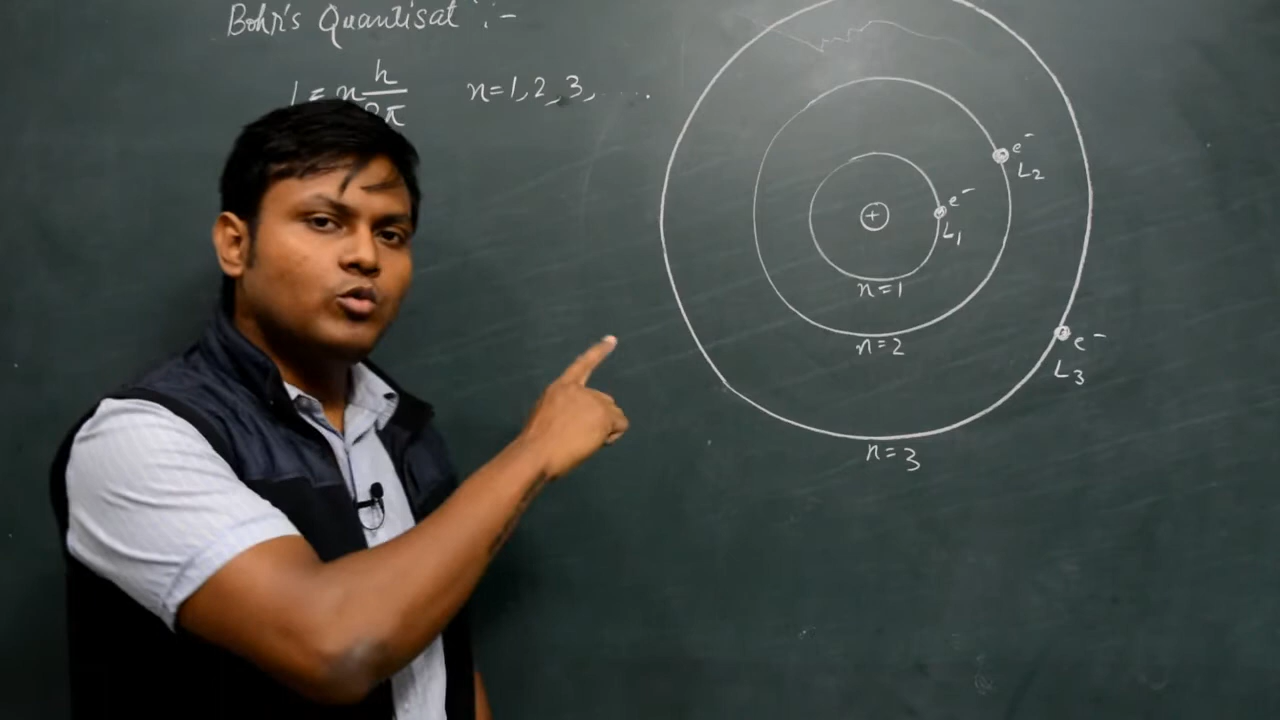 Bohr's Quantisat :-
L = n h/2π n=1,2,3,.....
+
e⁻
L₁
n=1
e⁻
L₂
n=2
e⁻
L₃
n=3